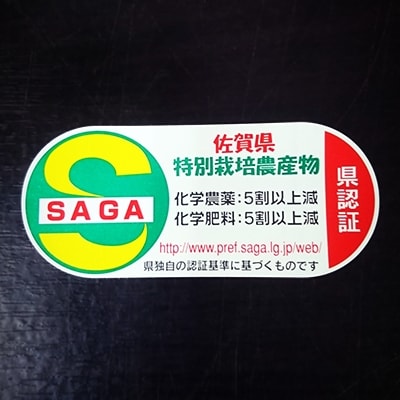 SAGA
佐賀県
特別栽培農産物
化学農薬:5割以上減
化学肥料:5割以上減
http://www.pref.saga.lg.jp/web/
県独自の認証基準に基づくものです
県認証